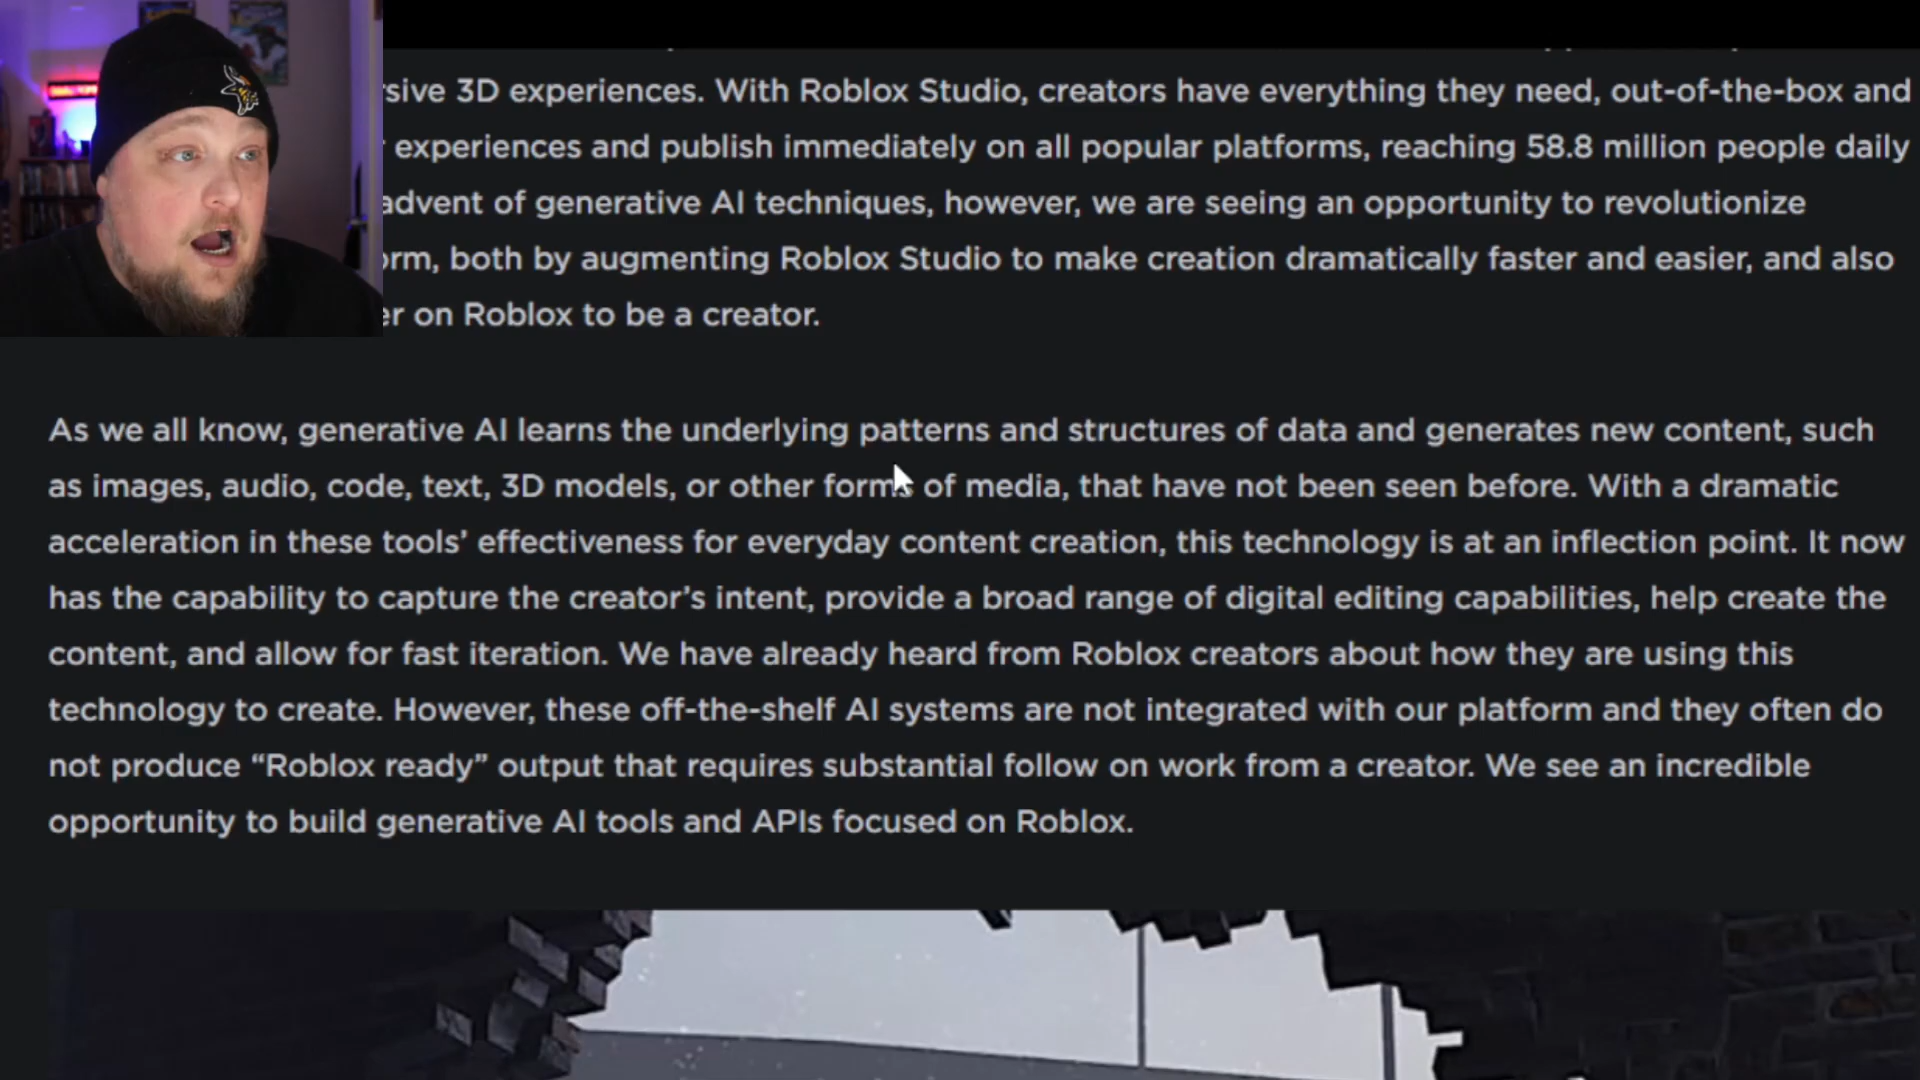 sive 3D experiences. With Roblox Studio, creators have everything they need, out-of-the-box and
experiences and publish immediately on all popular platforms, reaching 58.8 million people daily
advent of generative AI techniques, however, we are seeing an opportunity to revolutionize
orm, both by augmenting Roblox Studio to make creation dramatically faster and easier, and also
er on Roblox to be a creator.
As we all know, generative AI learns the underlying patterns and structures of data and generates new content, such
as images, audio, code, text, 3D models, or other forms of media, that have not been seen before. With a dramatic
acceleration in these tools’ effectiveness for everyday content creation, this technology is at an inflection point. It now
has the capability to capture the creator’s intent, provide a broad range of digital editing capabilities, help create the
content, and allow for fast iteration. We have already heard from Roblox creators about how they are using this
technology to create. However, these off-the-shelf AI systems are not integrated with our platform and they often do
not produce “Roblox ready” output that requires substantial follow on work from a creator. We see an incredible
opportunity to build generative AI tools and APIs focused on Roblox.